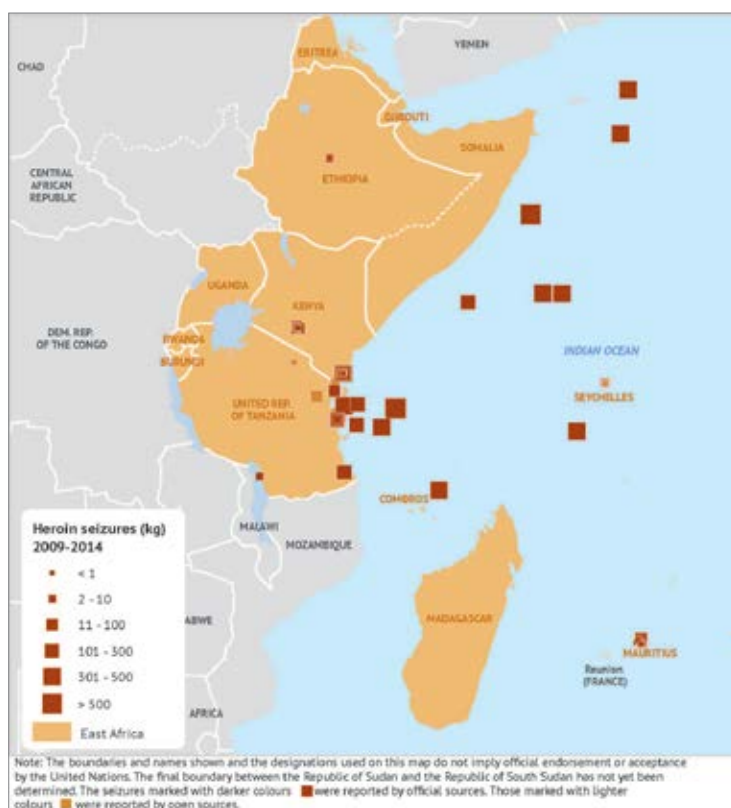 YEMEN
ERITREA
CHAD
DJIBOUTI
SOMALIA
ETHIOPIA
CENTRAL
AFRICAN
REPUBLIC
UGANDA
KENYA
DEM. REP.
OF THE CONGO
RWANDA
BURUNDI
INDIAN OCEAN
SEYCHELLES
UNITED REP.
OF TANZANIA
COMOROS
MALAWI
MOZAMBIQUE
Heroin seizures (kg)
2009-2014
< 1
2 - 10
11 - 100
101 - 300
301 - 500
> 500
East Africa
ABWE
AFRICA
MADAGASCAR
MAURITIUS
Reunion
(FRANCE)
Note: The boundaries and names shown and the designations used on this map do not imply official endorsement or acceptance
by the United Nations. The final boundary between the Republic of Sudan and the Republic of South Sudan has not yet been
determined. The seizures marked with darker colours were reported by official sources. Those marked with lighter
colours were reported by open sources.